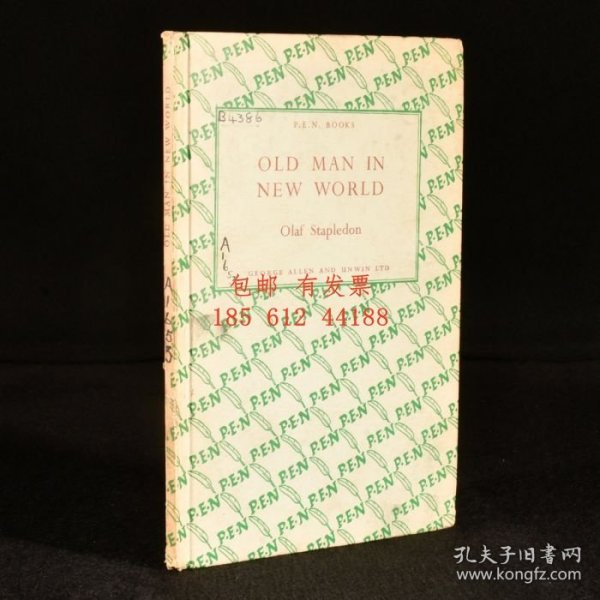 B4386
P.E.N. BOOKS
OLD MAN IN
NEW WORLD
Olaf Stapledon
GEORGE ALLEN AND UNWIN LTD
包邮 有发票
185 612 44188
OLD MAN IN NEW WORLD
P.E.N
孔夫子旧书网
www.kongfz.com